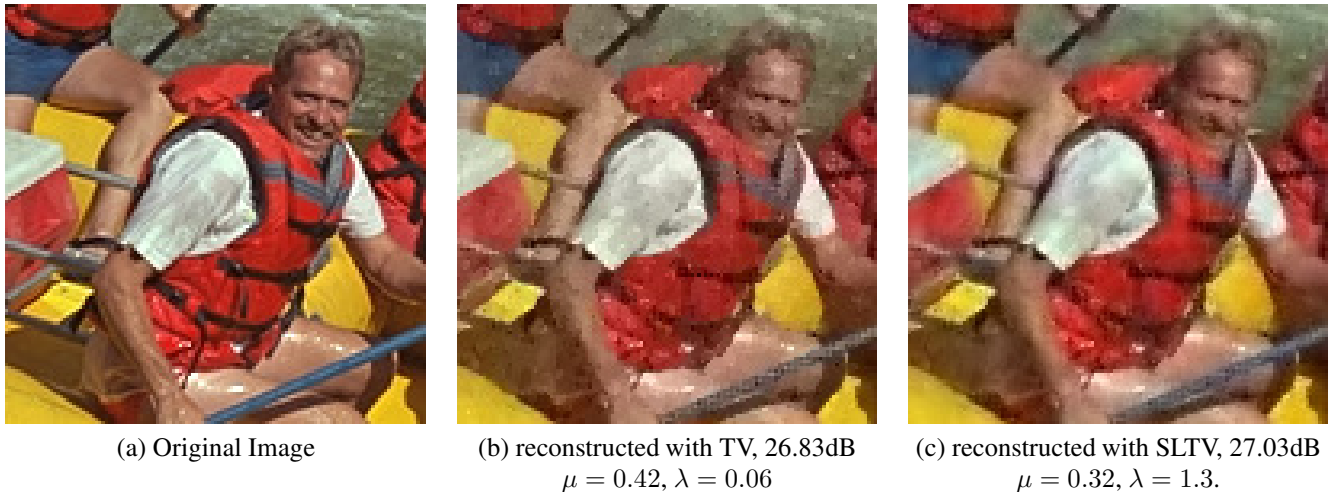 (a) Original Image
(b) reconstructed with TV, 26.83dB
μ = 0.42, λ = 0.06
(c) reconstructed with SLTV, 27.03dB
μ = 0.32, λ = 1.3.